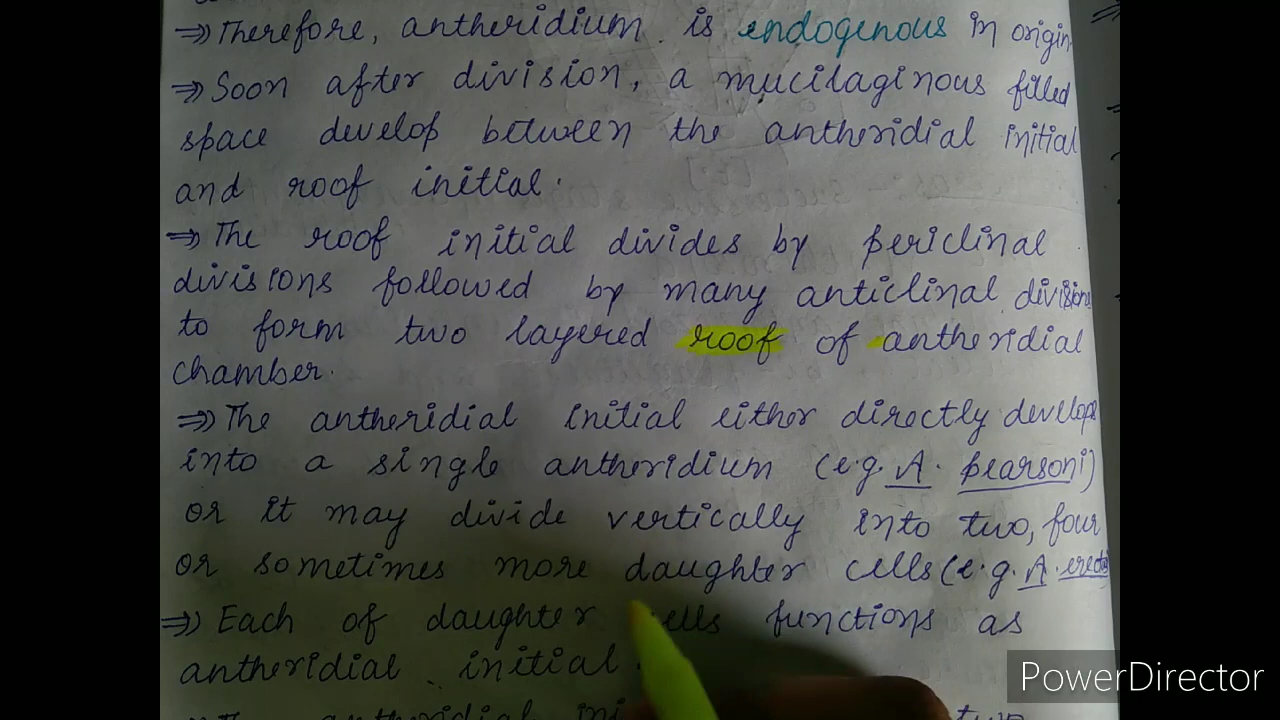 ⇒ Therefore, antheridium is endogenous in origin
⇒ Soon after division, a mucilaginous filled
space develop between the antheridial initial
and roof initial.
⇒ The roof initial divides by periclinal
divisions followed by many anticlinal divisions
to form two layered roof of antheridial
chamber.
⇒ The antheridial initial either directly develops
into a single antheridium (e.g. A. pearsoni)
or it may divide vertically into two, four
or sometimes more daughter cells (e.g. A. erecta)
⇒ Each of daughter cells functions as
antheridial initial.
antheridial two
PowerDirector